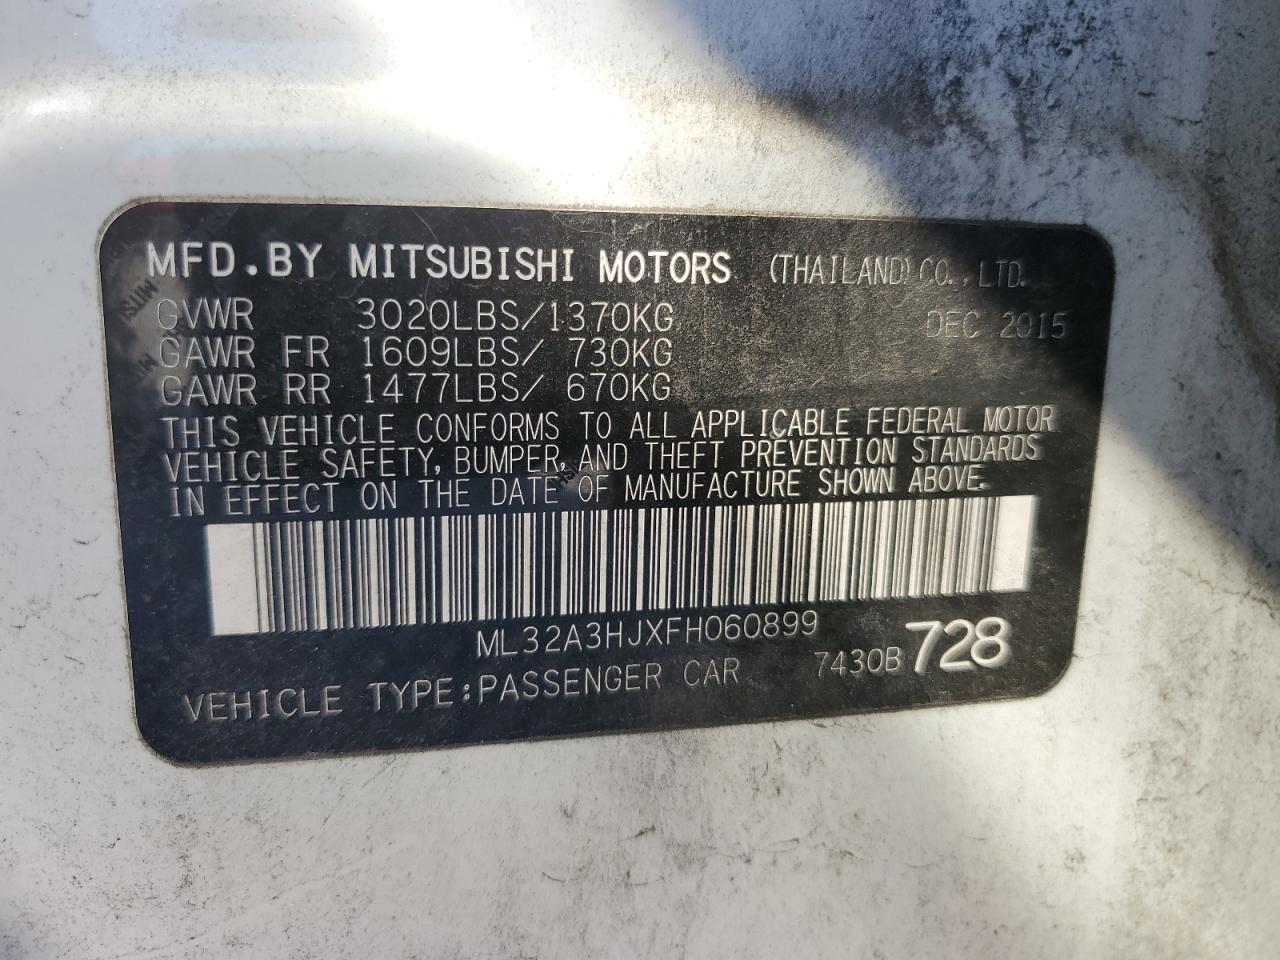 MFD.BY MITSUBISHI MOTORS (THAILAND) CO., LTD.
GVWR 3020LBS/1370KG DEC 2015
GAWR FR 1609LBS/ 730KG
GAWR RR 1477LBS/ 670KG
THIS VEHICLE CONFORMS TO ALL APPLICABLE FEDERAL MOTOR
VEHICLE SAFETY, BUMPER, AND THEFT PREVENTION STANDARDS
IN EFFECT ON THE DATE OF MANUFACTURE SHOWN ABOVE.
ML32A3HJXFH060899
VEHICLE TYPE:PASSENGER CAR 7430B 728